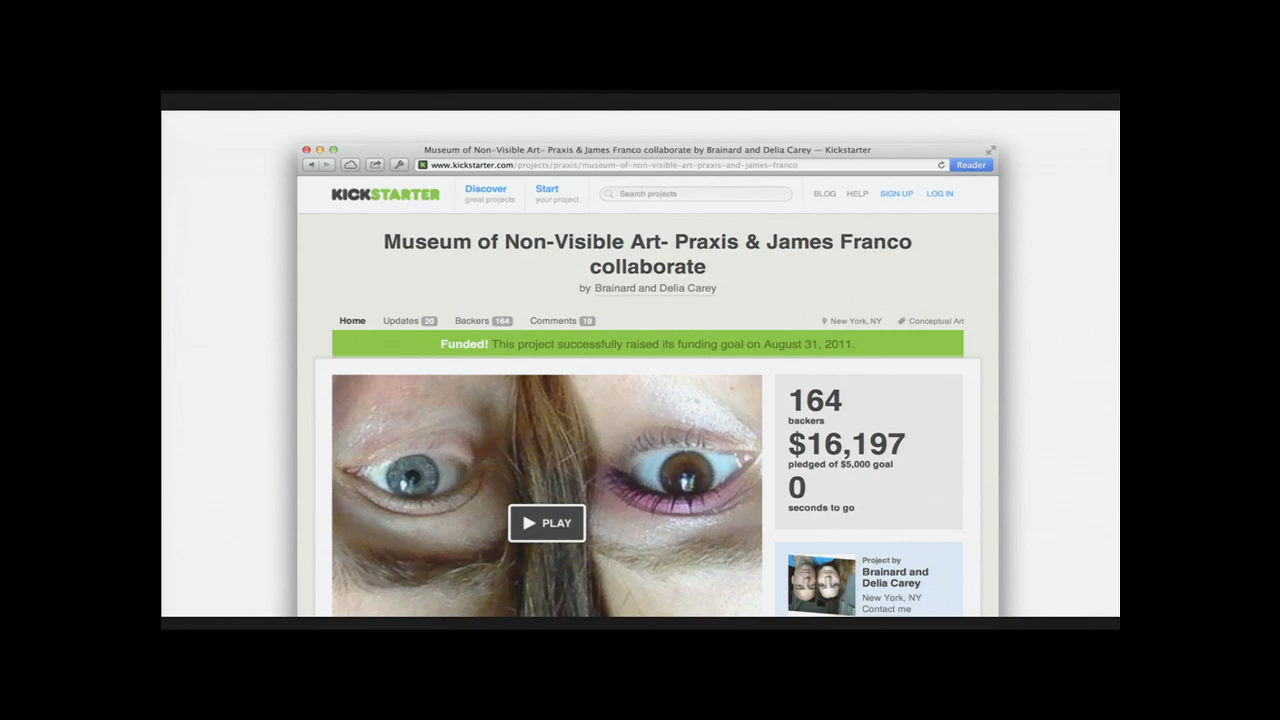 Museum of Non-Visible Art- Praxis & James Franco collaborate by Brainard and Delia Carey — Kickstarter
www.kickstarter.com/projects/praxis/museum-of-non-visible-art-praxis-and-james-franco
Reader
KICKSTARTER
Discover
great projects
Start
your project
Search projects
BLOG HELP SIGN UP LOG IN
Museum of Non-Visible Art- Praxis & James Franco
collaborate
by Brainard and Delia Carey
Home Updates 20 Backers 164 Comments 19 New York, NY Conceptual Art
Funded! This project successfully raised its funding goal on August 31, 2011.
PLAY
164
backers
$16,197
pledged of $5,000 goal
0
seconds to go
Project by
Brainard and
Delia Carey
New York, NY
Contact me